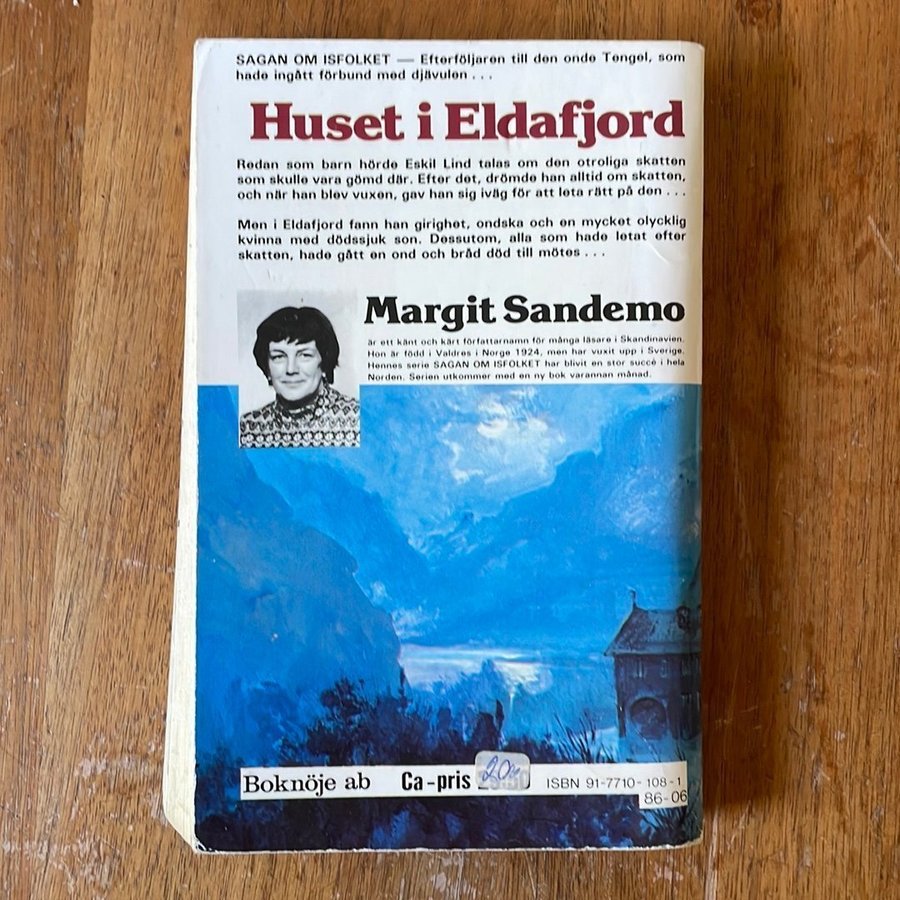 SAGAN OM ISFOLKET — Efterföljaren till den onde Tengel, som
hade ingått förbund med djävulen . . .
Huset i Eldafjord
Redan som barn hörde Eskil Lind talas om den otroliga skatten
som skulle vara gömd där. Efter det, drömde han alltid om skatten,
och när han blev vuxen, gav han sig iväg för att leta rätt på den . . .
Men i Eldafjord fann han girighet, ondska och en mycket olycklig
kvinna med dödssjuk son. Dessutom, alla som hade letat efter
skatten, hade gått en ond och bråd död till mötes . . .
Margit Sandemo
är ett känt och kärt författarnamn för många läsare i Skandinavien.
Hon är född i Valdres i Norge 1924, men har vuxit upp i Sverige.
Hennes serie SAGAN OM ISFOLKET har blivit en stor succé i hela
Norden. Serien utkommer med en ny bok varannan månad.
Boknöje ab Ca-pris 20:- ISBN 91-7710-108-1
86-06